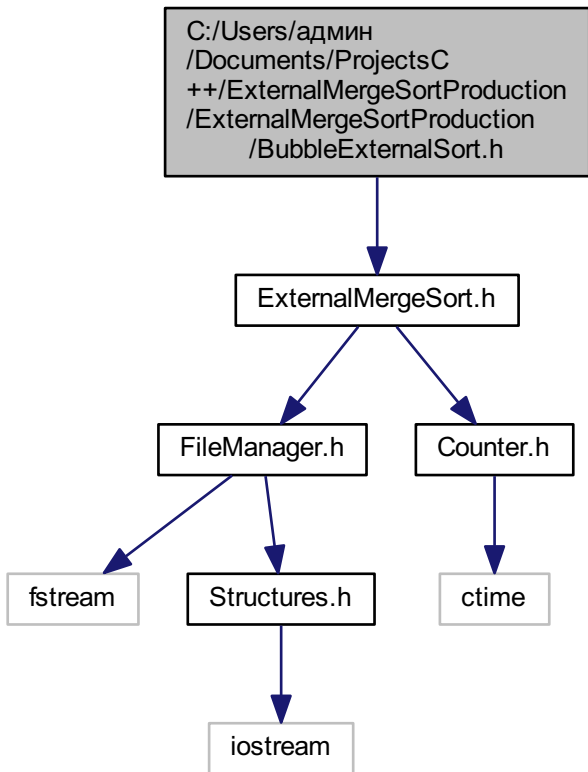 C:/Users/админ
/Documents/ProjectsC
++/ExternalMergeSortProduction
/ExternalMergeSortProduction
/BubbleExternalSort.h
ExternalMergeSort.h
FileManager.h
Counter.h
fstream
Structures.h
ctime
iostream